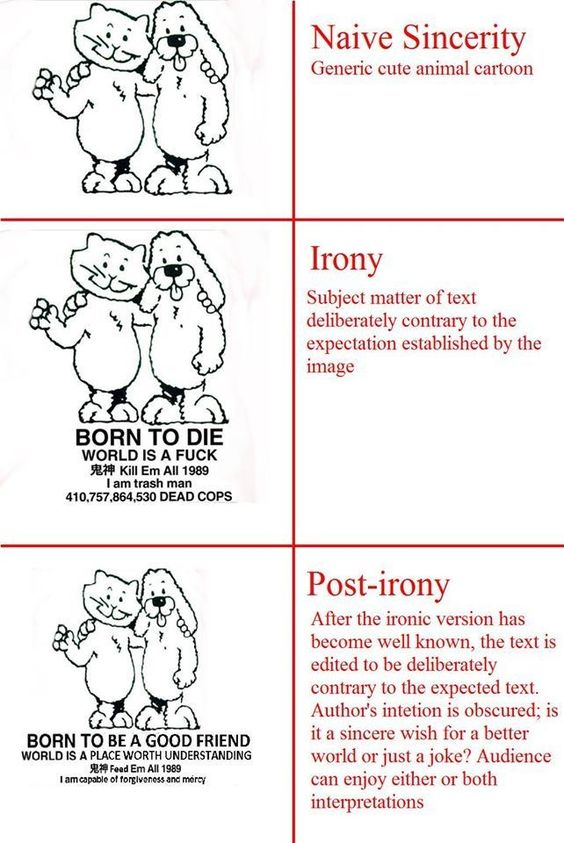 Naive Sincerity
Generic cute animal cartoon
Irony
Subject matter of text
deliberately contrary to the
expectation established by the
image
BORN TO DIE
WORLD IS A FUCK
鬼神 Kill Em All 1989
I am trash man
410,757,864,530 DEAD COPS
Post-irony
After the ironic version has
become well known, the text is
edited to be deliberately
contrary to the expected text.
Author's intetion is obscured; is
it a sincere wish for a better
world or just a joke? Audience
can enjoy either or both
interpretations
BORN TO BE A GOOD FRIEND
WORLD IS A PLACE WORTH UNDERSTANDING
鬼神 Feed Em All 1989
I am capable of forgiveness and mercy